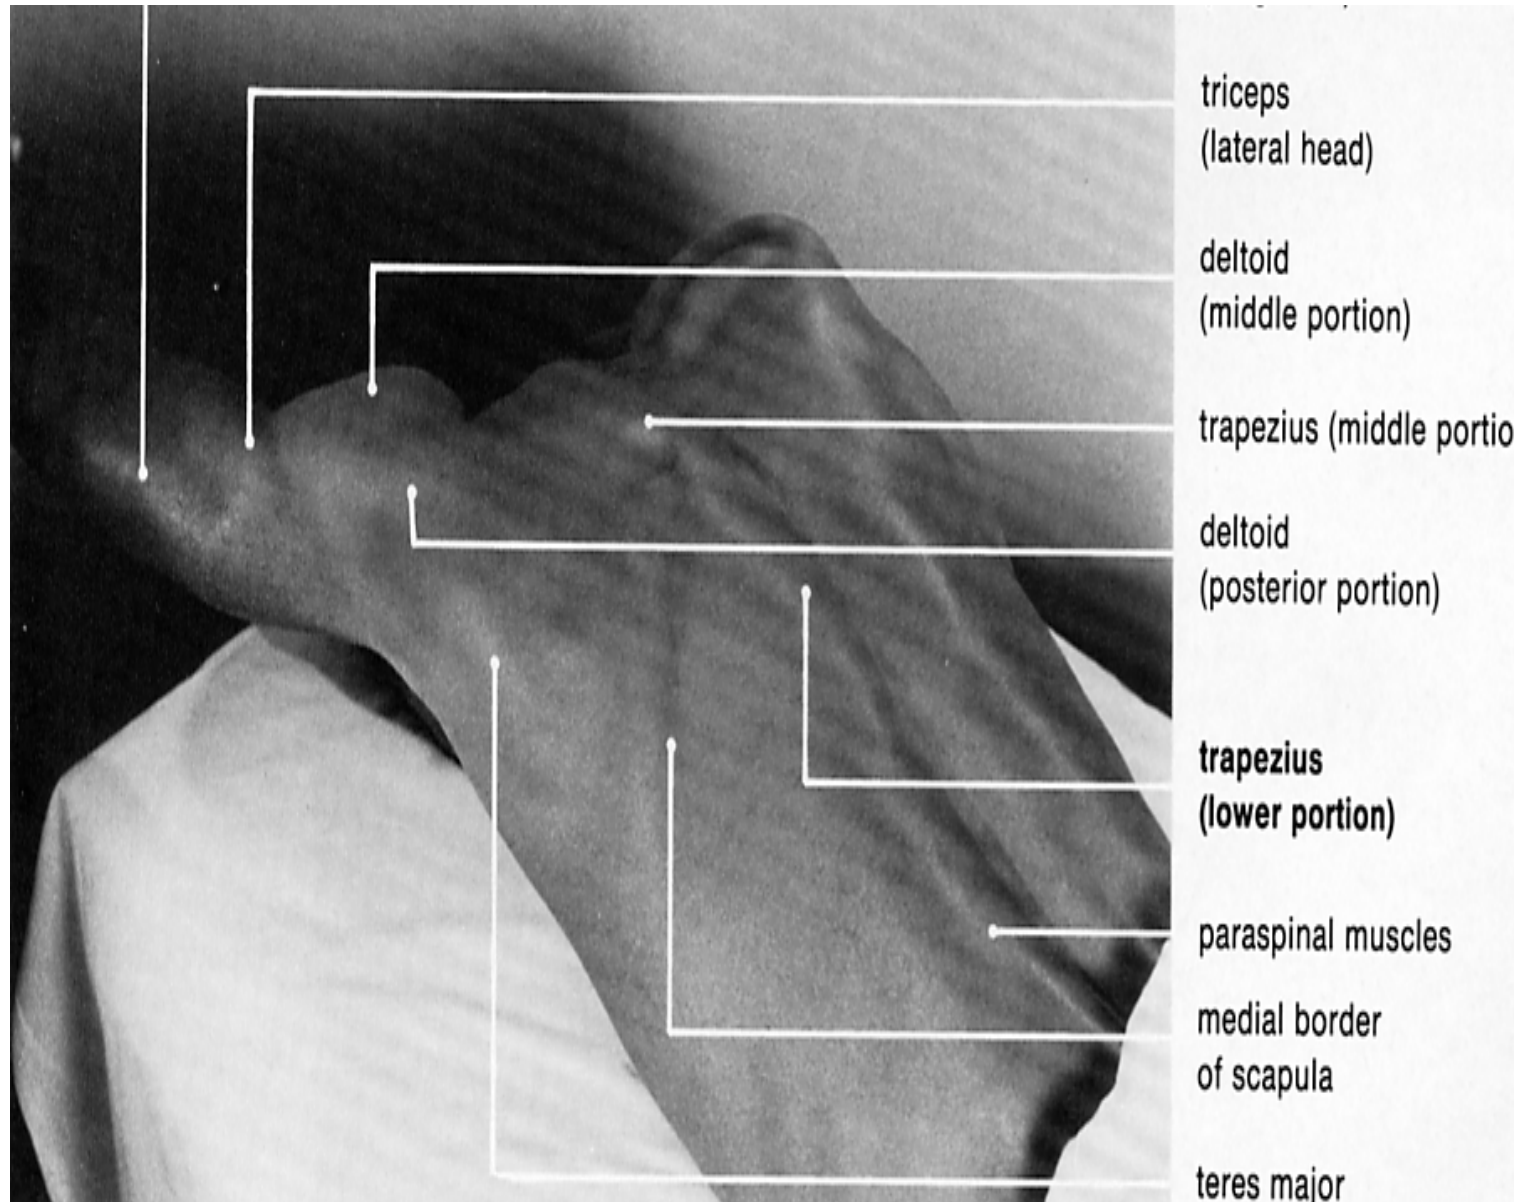 triceps
(lateral head)
deltoid
(middle portion)
trapezius (middle portio
deltoid
(posterior portion)
trapezius
(lower portion)
paraspinal muscles
medial border
of scapula
teres major